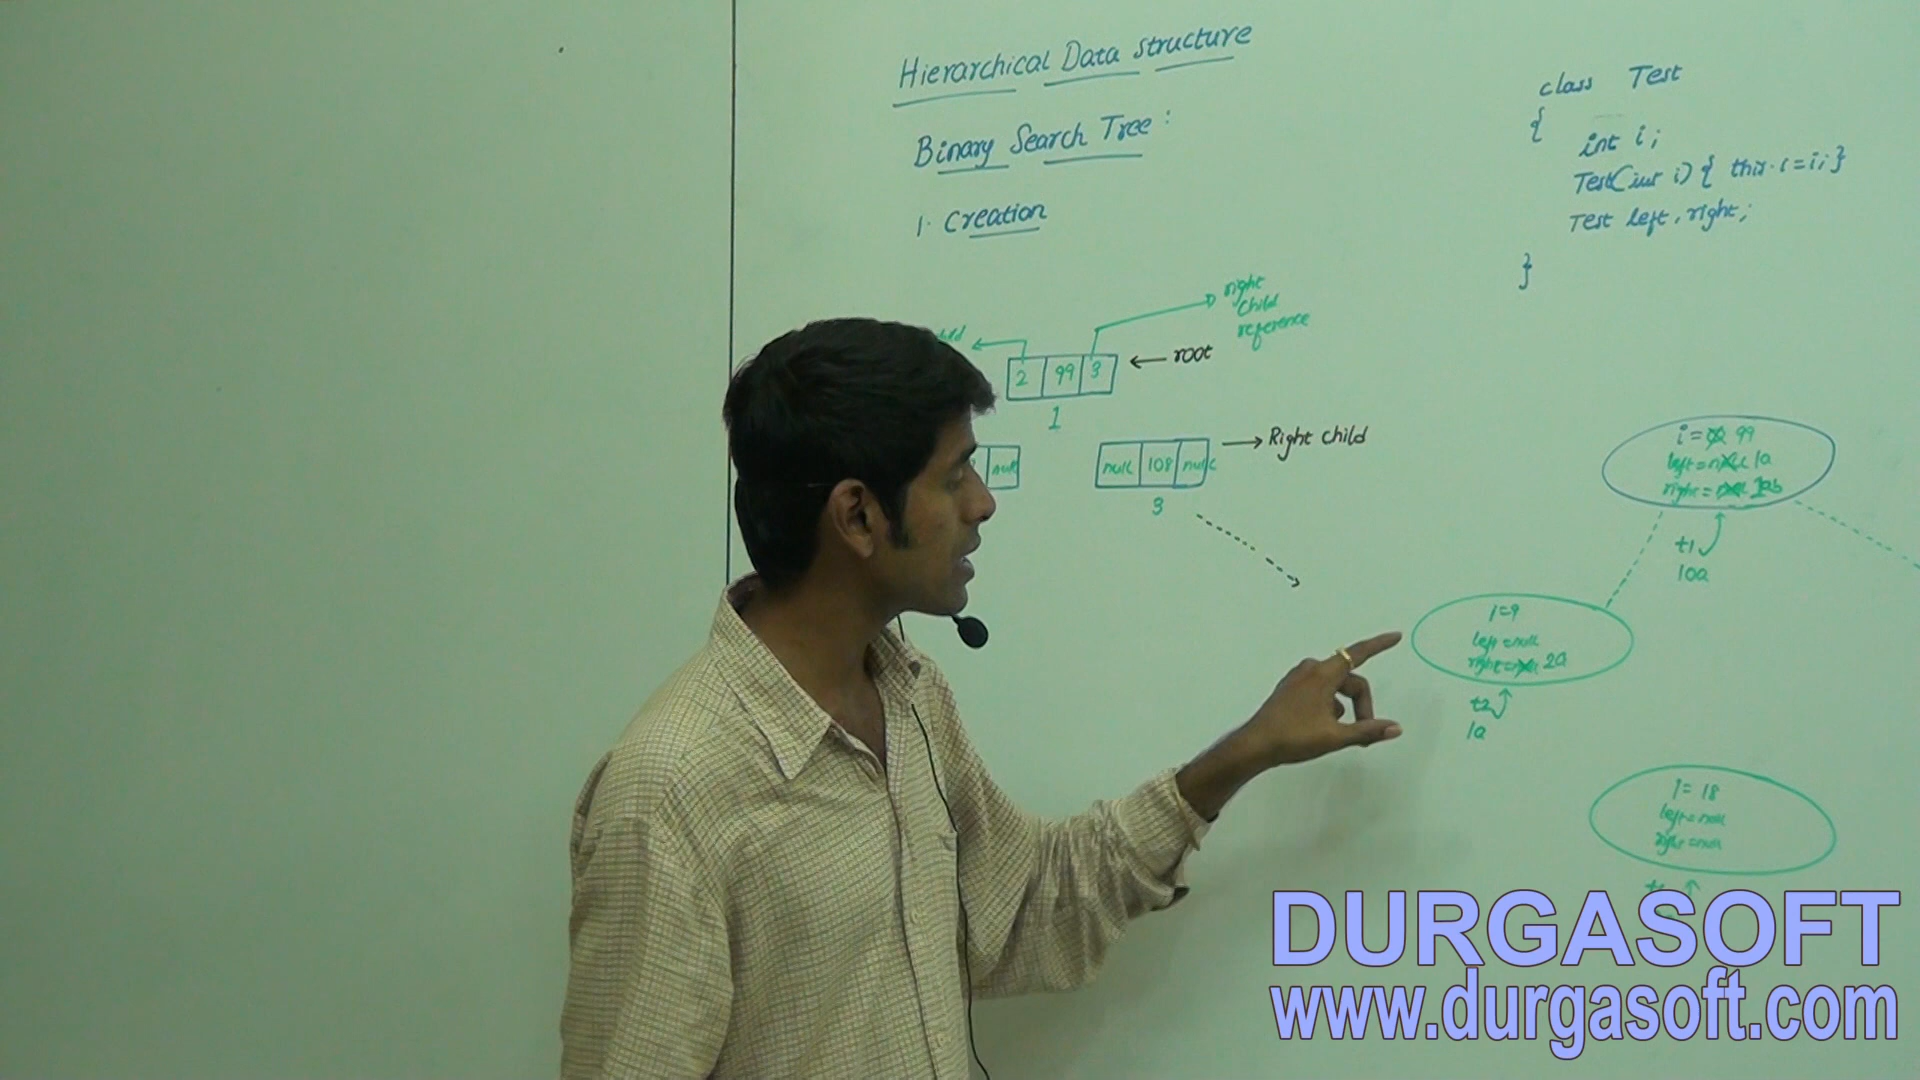 Hierarchical Data structure
Binary Search Tree :
1. Creation
class Test
{
int i;
Test(int i) { this.i=i; }
Test left, right;
}
right
child
reference
2 99 3
root
1
null
null 108 null
Right child
3
i= 99
left= 1a
right=
t1
10a
i=9
left=null
right= 2a
t2
1a
i= 18
left=null
right=null
DURGASOFT
www.durgasoft.com